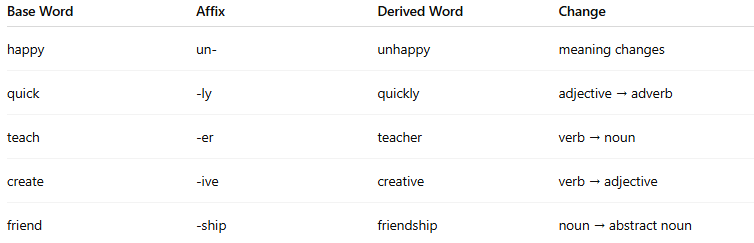 Base Word Affix Derived Word Change
happy un- unhappy meaning changes
quick -ly quickly adjective → adverb
teach -er teacher verb → noun
create -ive creative verb → adjective
friend -ship friendship noun → abstract noun